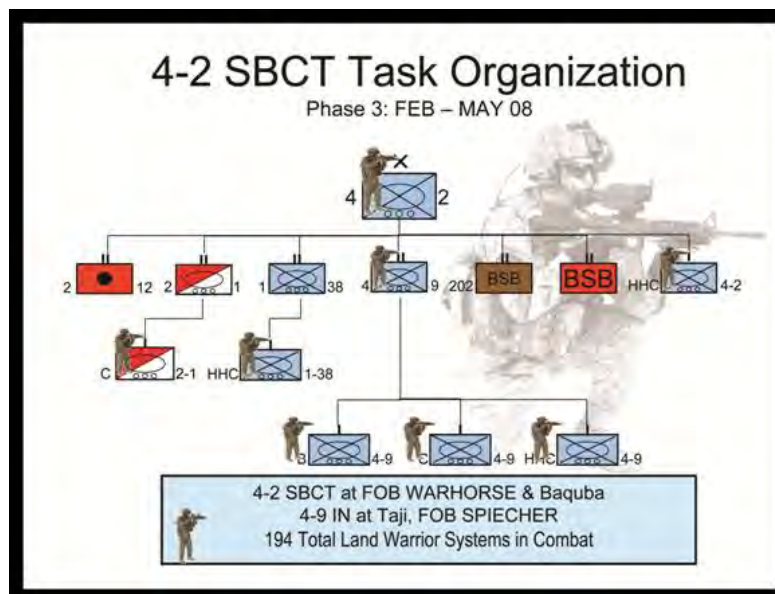 4-2 SBCT Task Organization
Phase 3: FEB – MAY 08
4 2
2 12 2 1 1 38 4 9 202 BSB BSB HHC 4-2
C 2-1 HHC 1-38
B 4-9 C 4-9 HHC 4-9
4-2 SBCT at FOB WARHORSE & Baquba
4-9 IN at Taji, FOB SPIECHER
194 Total Land Warrior Systems in Combat